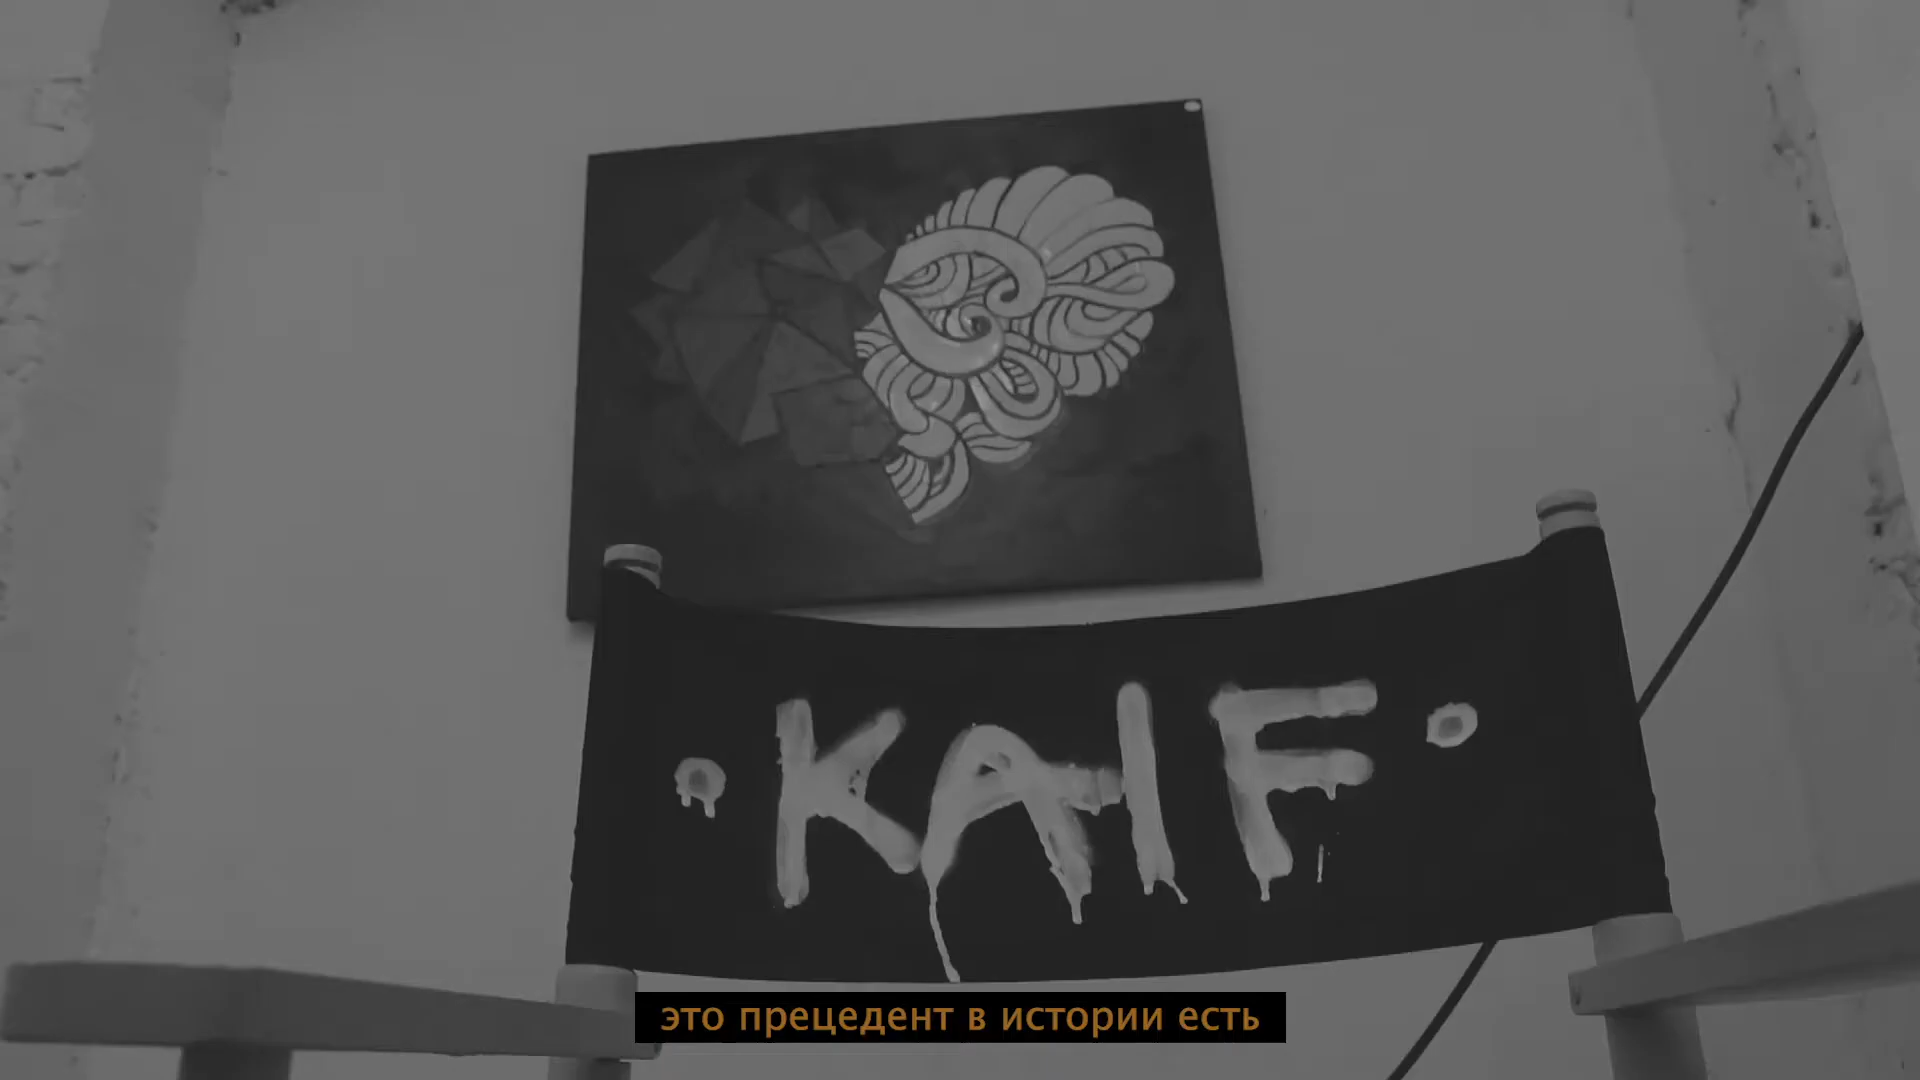 • KAIF •
это прецедент в истории есть